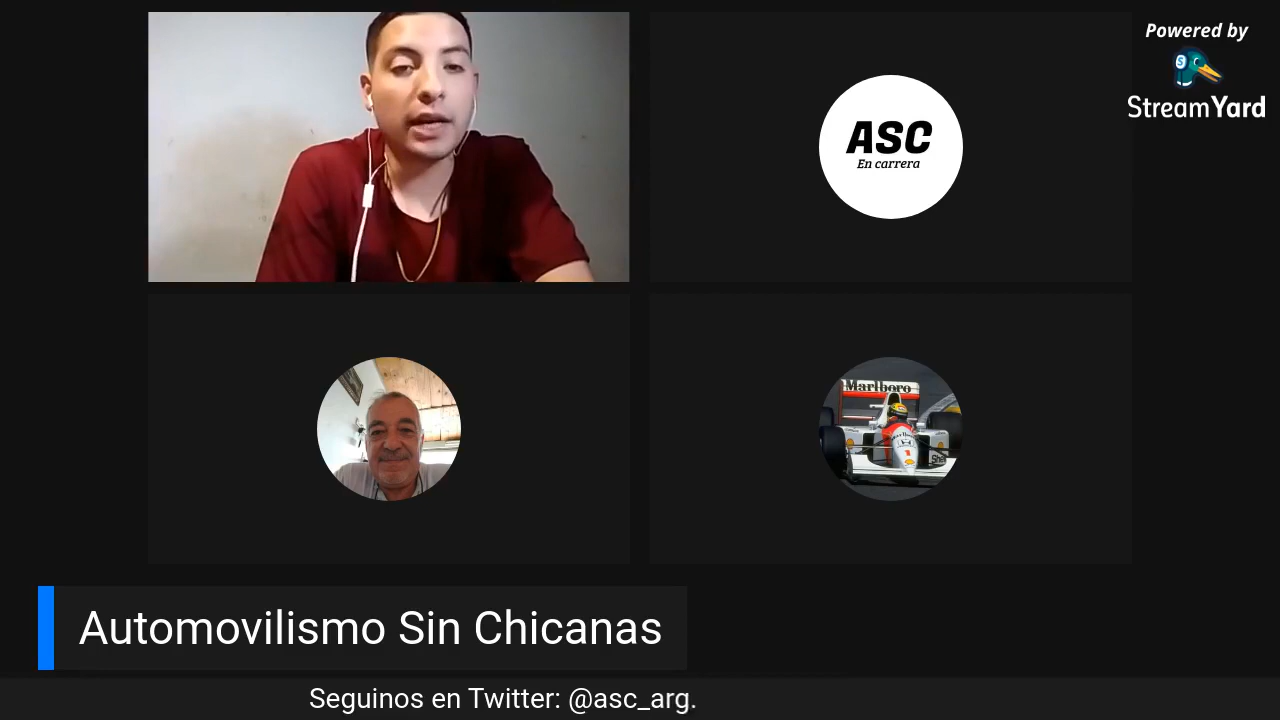 Powered by
StreamYard
ASC
En carrera
Marlboro
Automovilismo Sin Chicanas
Seguinos en Twitter: @asc_arg.